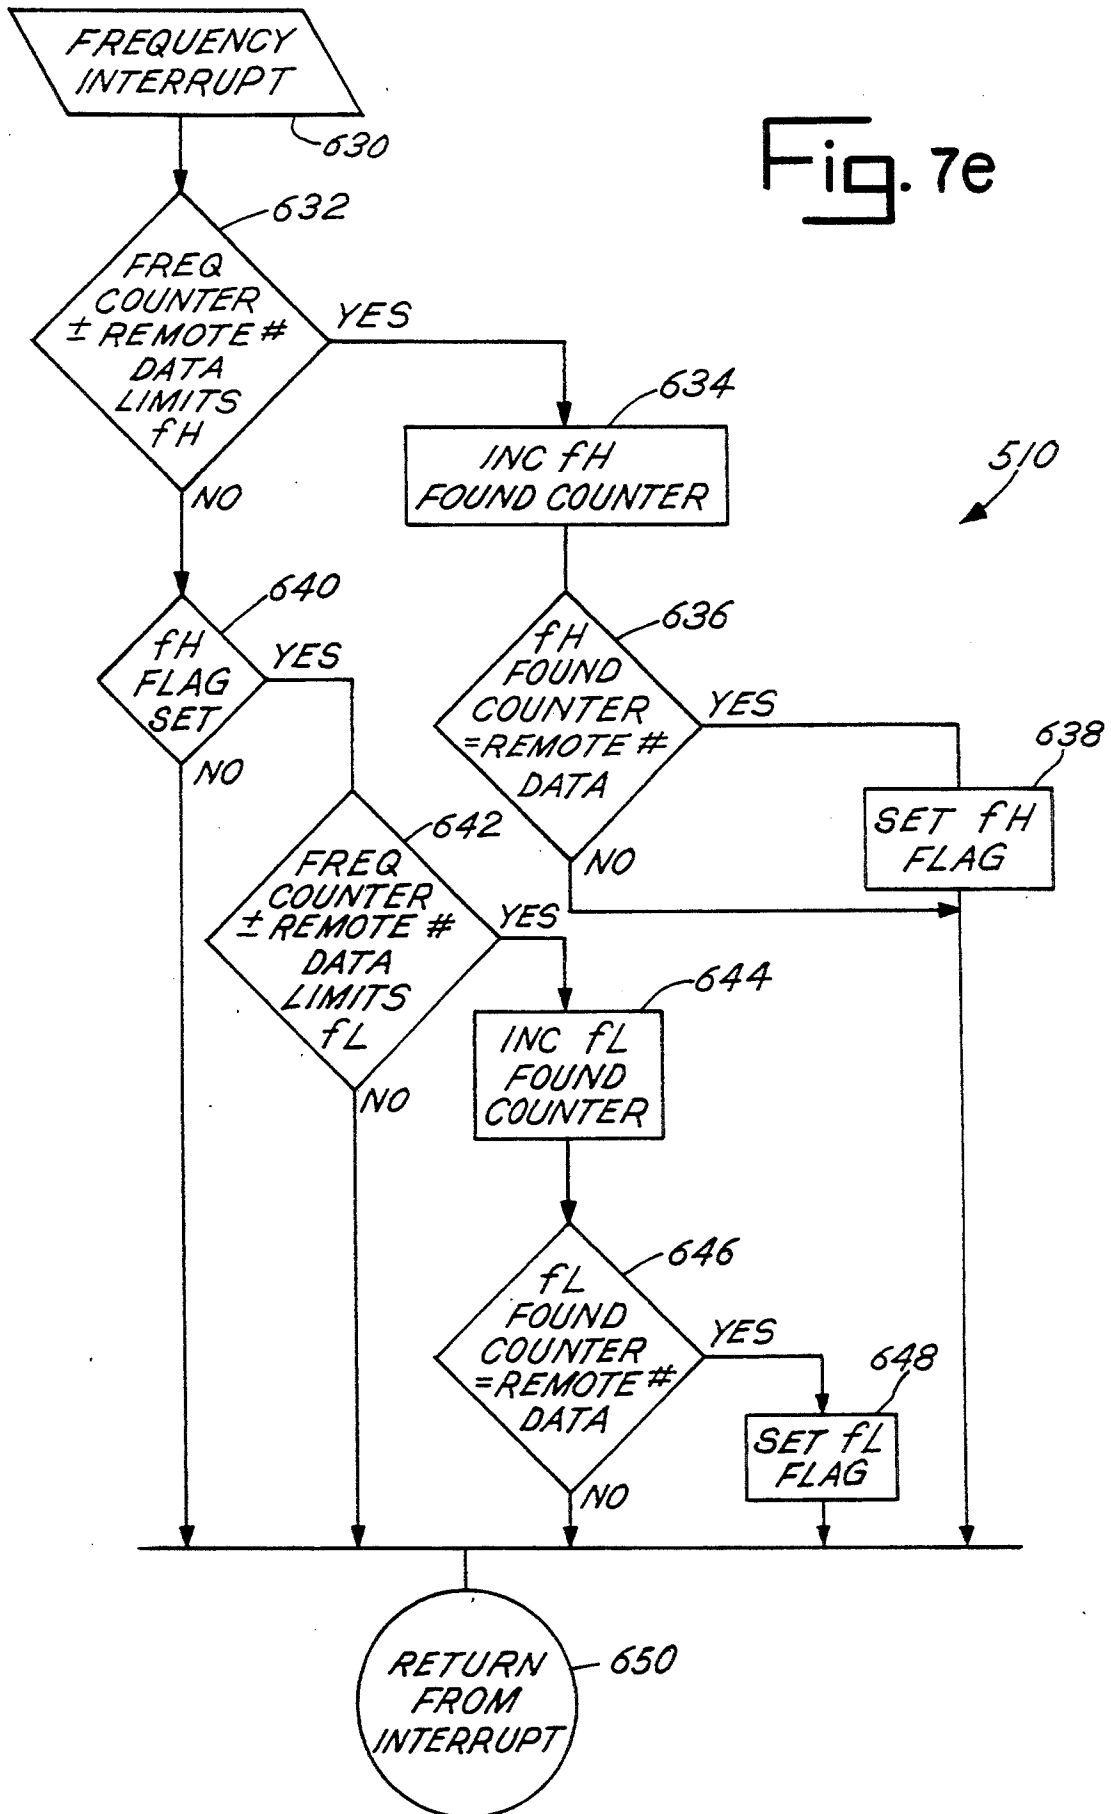 FREQUENCY
INTERRUPT
630
Fig. 7e
632
FREQ
COUNTER
± REMOTE #
DATA
LIMITS
fH
YES
NO
634
INC fH
FOUND COUNTER
510
640
fH
FLAG
SET
YES
NO
636
fH
FOUND
COUNTER
=REMOTE #
DATA
YES
NO
638
SET fH
FLAG
642
FREQ
COUNTER
± REMOTE #
DATA
LIMITS
fL
YES
NO
644
INC fL
FOUND
COUNTER
646
fL
FOUND
COUNTER
=REMOTE #
DATA
YES
NO
648
SET fL
FLAG
RETURN
FROM
INTERRUPT
650